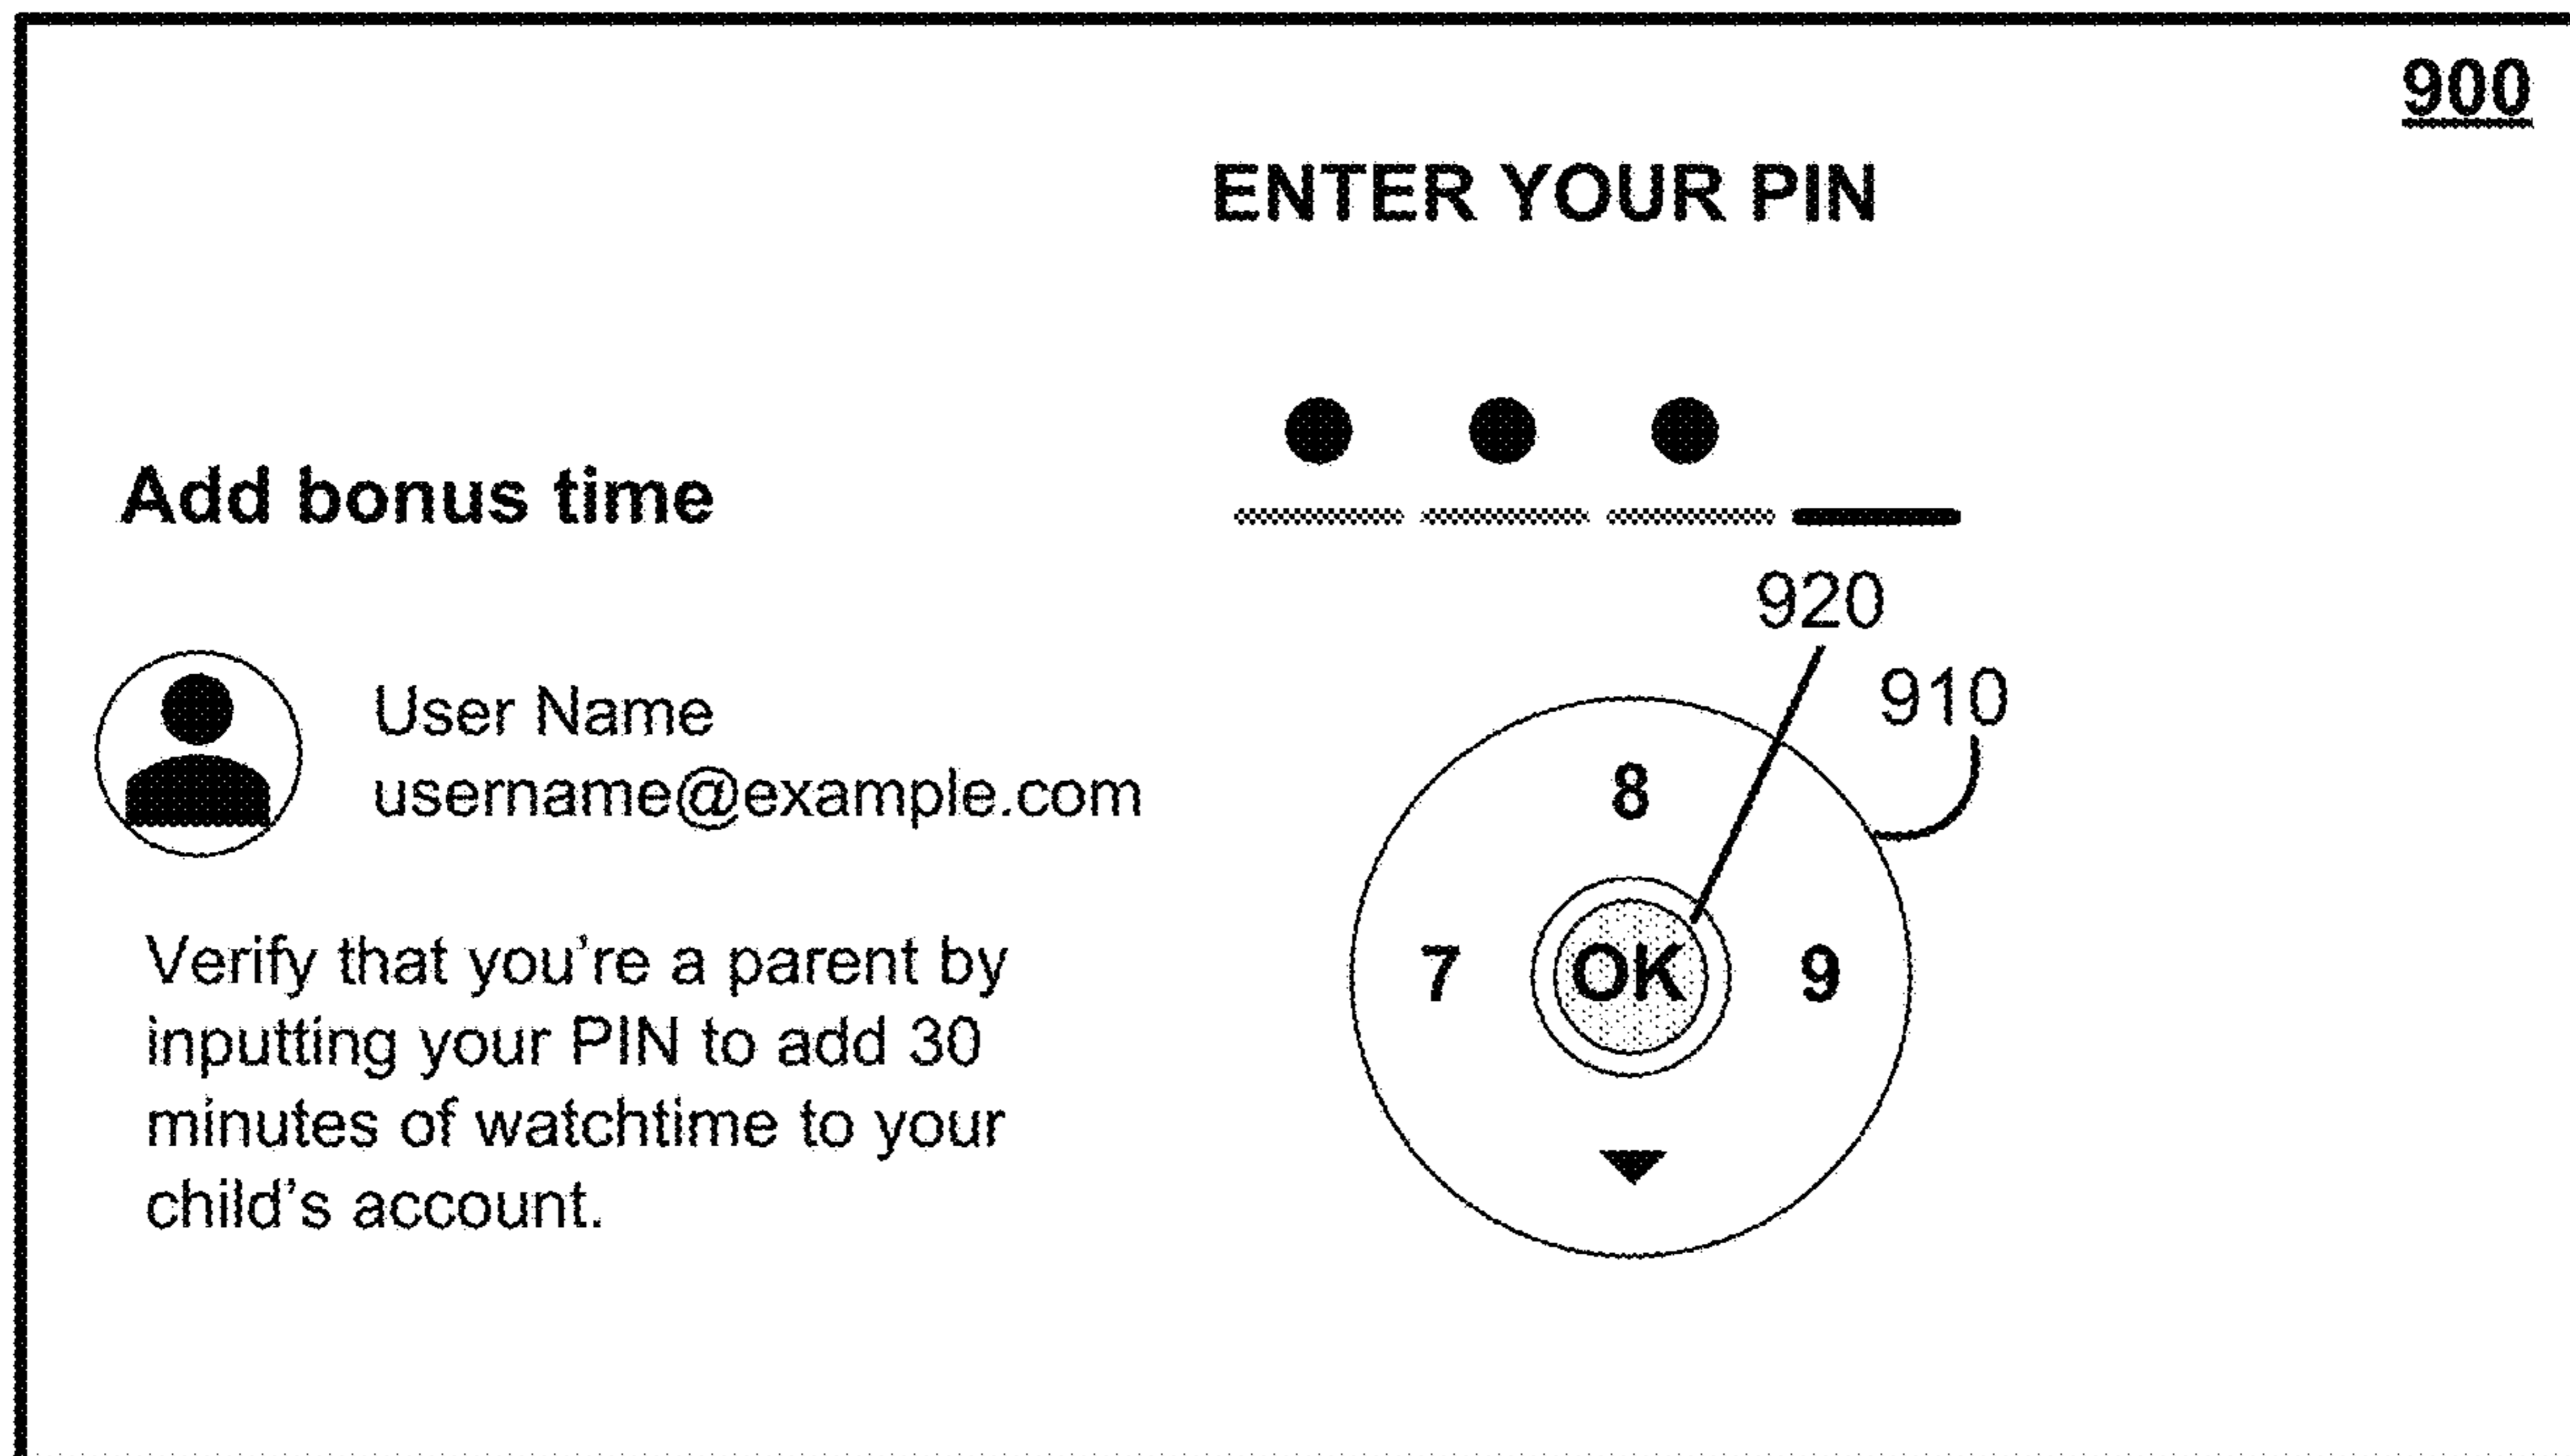 900
ENTER YOUR PIN
Add bonus time
User Name
username@example.com
Verify that you're a parent by
inputting your PIN to add 30
minutes of watchtime to your
child's account.
920
910
8
7 OK 9